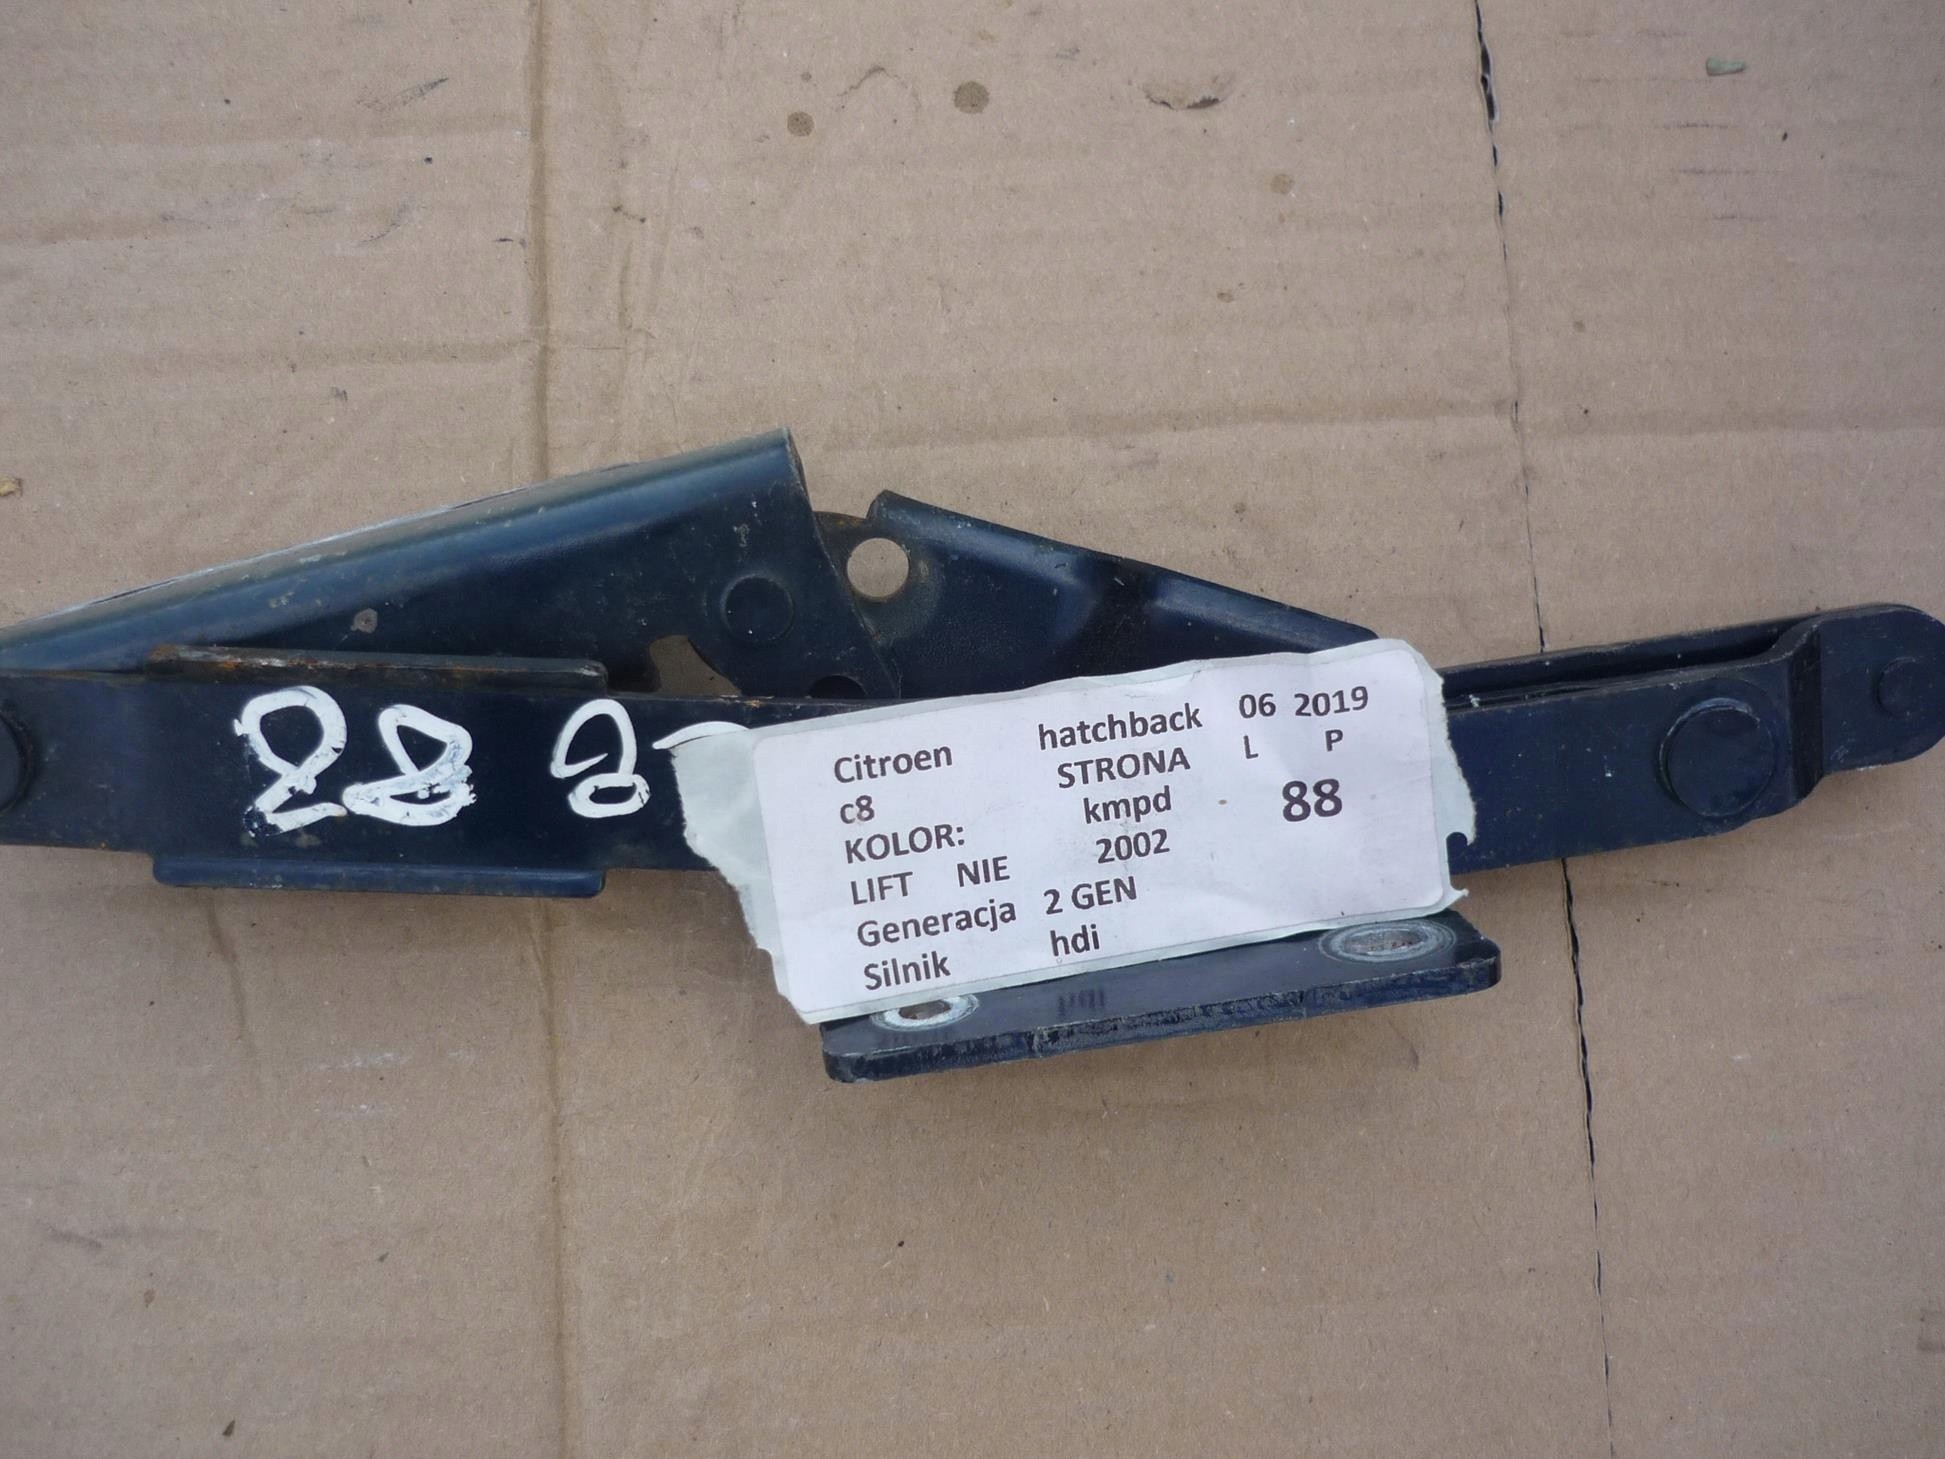 Citroen hatchback 06 2019
c8 STRONA L P
KOLOR: kmpd 88
LIFT NIE 2002
Generacja 2 GEN
Silnik hdi